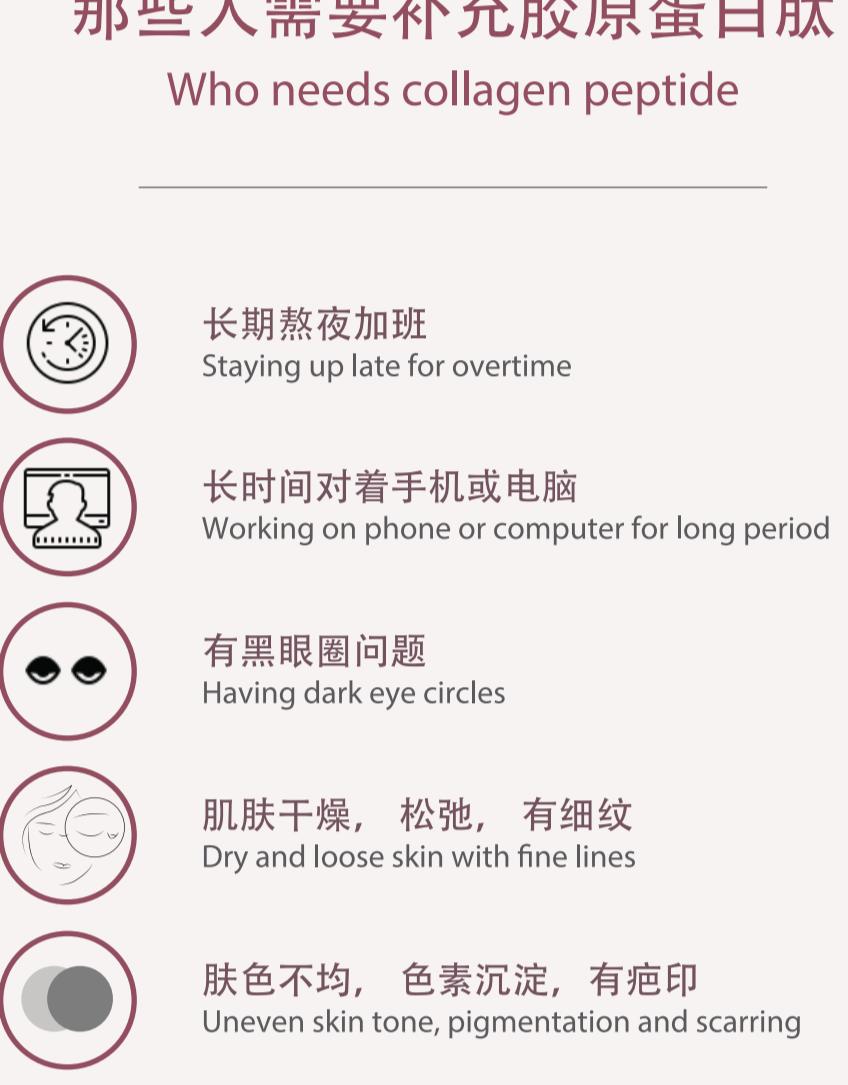 那些人需要补充胶原蛋白肽
Who needs collagen peptide
长期熬夜加班
Staying up late for overtime
长时间对着手机或电脑
Working on phone or computer for long period
有黑眼圈问题
Having dark eye circles
肌肤干燥， 松弛， 有细纹
Dry and loose skin with fine lines
肤色不均， 色素沉淀， 有疤印
Uneven skin tone, pigmentation and scarring